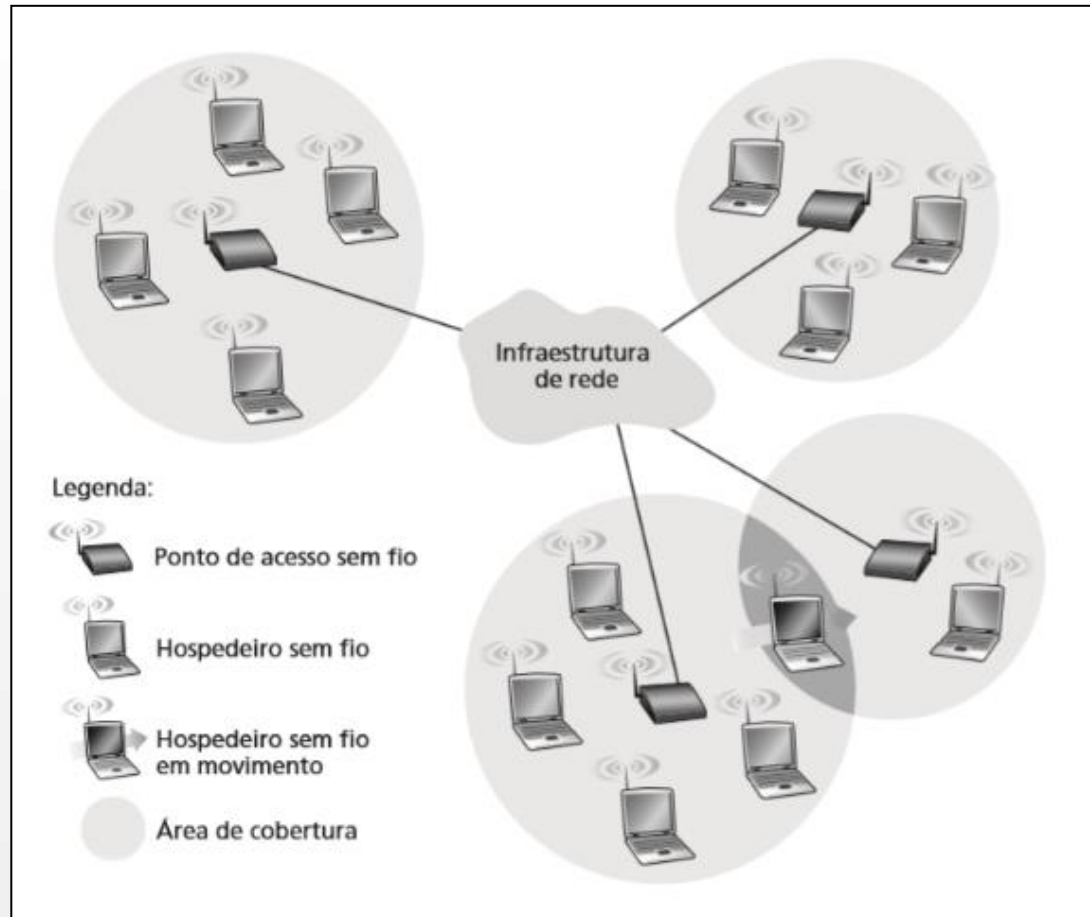 Infraestrutura
de rede
Legenda:
Ponto de acesso sem fio
Hospedeiro sem fio
Hospedeiro sem fio
em movimento
Área de cobertura